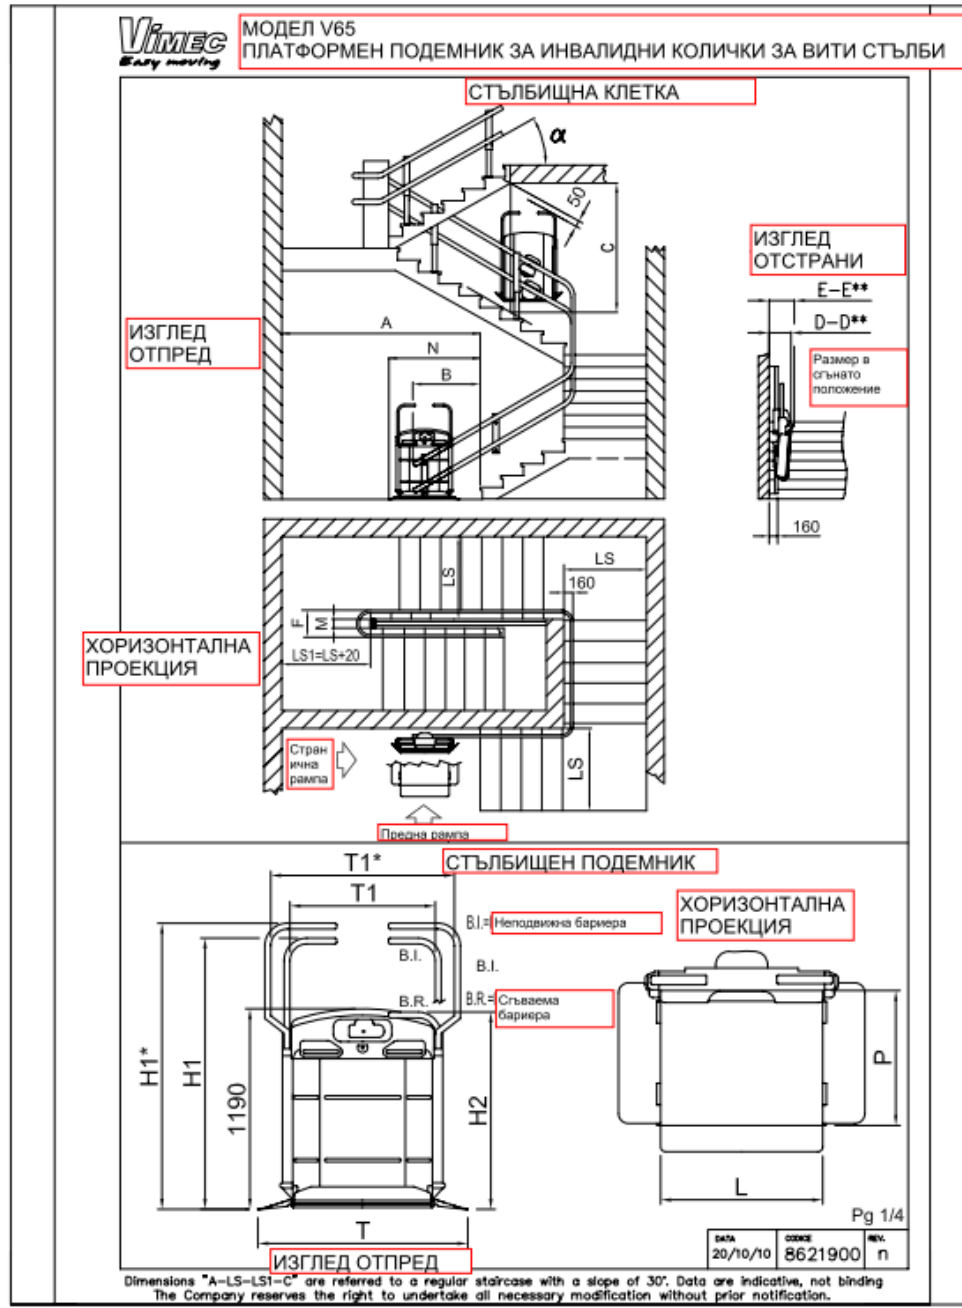 Vimec
Easy moving
МОДЕЛ V65
ПЛАТФОРМЕН ПОДЕМНИК ЗА ИНВАЛИДНИ КОЛИЧКИ ЗА ВИТИ СТЪЛБИ
СТЪЛБИЩНА КЛЕТКА
α
50
C
ИЗГЛЕД
ОТСТРАНИ
E-E**
D-D**
Размер в
сгънато
положение
160
ИЗГЛЕД
ОТПРЕД
A
N
B
LS
160
LS
F
M
LS1=LS+20
ХОРИЗОНТАЛНА
ПРОЕКЦИЯ
Стран
ична
рампа
LS
Предна рампа
СТЪЛБИЩЕН ПОДЕМНИК
T1*
T1
B.I.= Неподвижна бариера
B.I.
B.I.
B.R.
B.R.= Сгъваема
бариера
H1*
H1
1190
H2
T
ИЗГЛЕД ОТПРЕД
ХОРИЗОНТАЛНА
ПРОЕКЦИЯ
P
L
Pg 1/4
DATA
20/10/10
CODICE
8621900
REV.
n
Dimensions "A-LS-LS1-C" are referred to a regular staircase with a slope of 30°. Data are indicative, not binding
The Company reserves the right to undertake all necessary modification without prior notification.